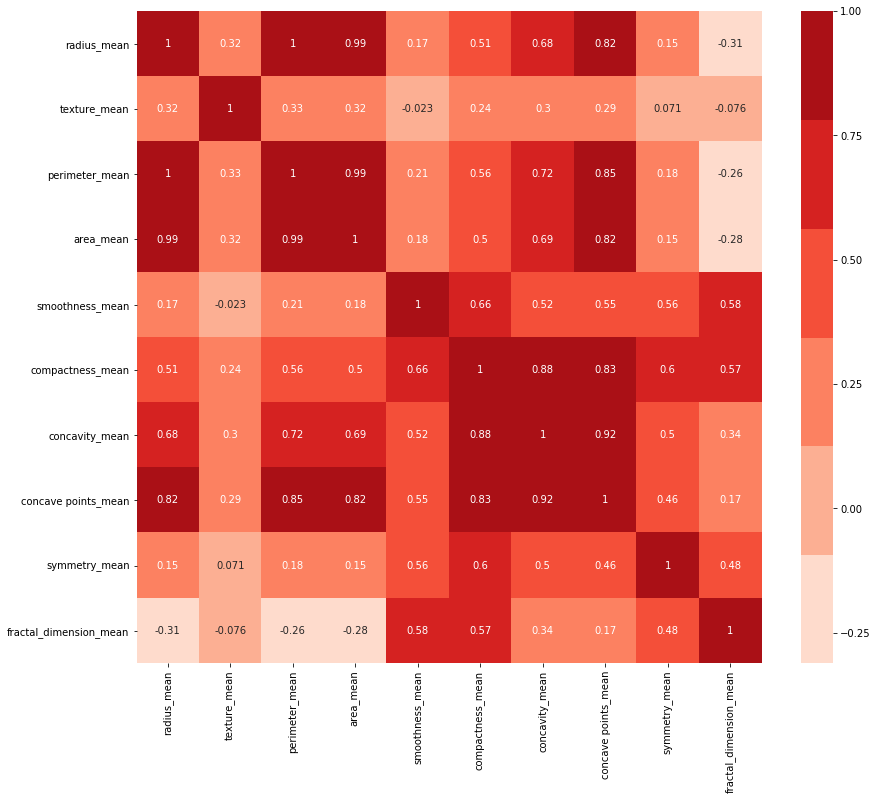 radius_mean 1 0.32 1 0.99 0.17 0.51 0.68 0.82 0.15 -0.31
texture_mean 0.32 1 0.33 0.32 -0.023 0.24 0.3 0.29 0.071 -0.076
perimeter_mean 1 0.33 1 0.99 0.21 0.56 0.72 0.85 0.18 -0.26
area_mean 0.99 0.32 0.99 1 0.18 0.5 0.69 0.82 0.15 -0.28
smoothness_mean 0.17 -0.023 0.21 0.18 1 0.66 0.52 0.55 0.56 0.58
compactness_mean 0.51 0.24 0.56 0.5 0.66 1 0.88 0.83 0.6 0.57
concavity_mean 0.68 0.3 0.72 0.69 0.52 0.88 1 0.92 0.5 0.34
concave points_mean 0.82 0.29 0.85 0.82 0.55 0.83 0.92 1 0.46 0.17
symmetry_mean 0.15 0.071 0.18 0.15 0.56 0.6 0.5 0.46 1 0.48
fractal_dimension_mean -0.31 -0.076 -0.26 -0.28 0.58 0.57 0.34 0.17 0.48 1
radius_mean
texture_mean
perimeter_mean
area_mean
smoothness_mean
compactness_mean
concavity_mean
concave points_mean
symmetry_mean
fractal_dimension_mean
1.00
0.75
0.50
0.25
0.00
−0.25